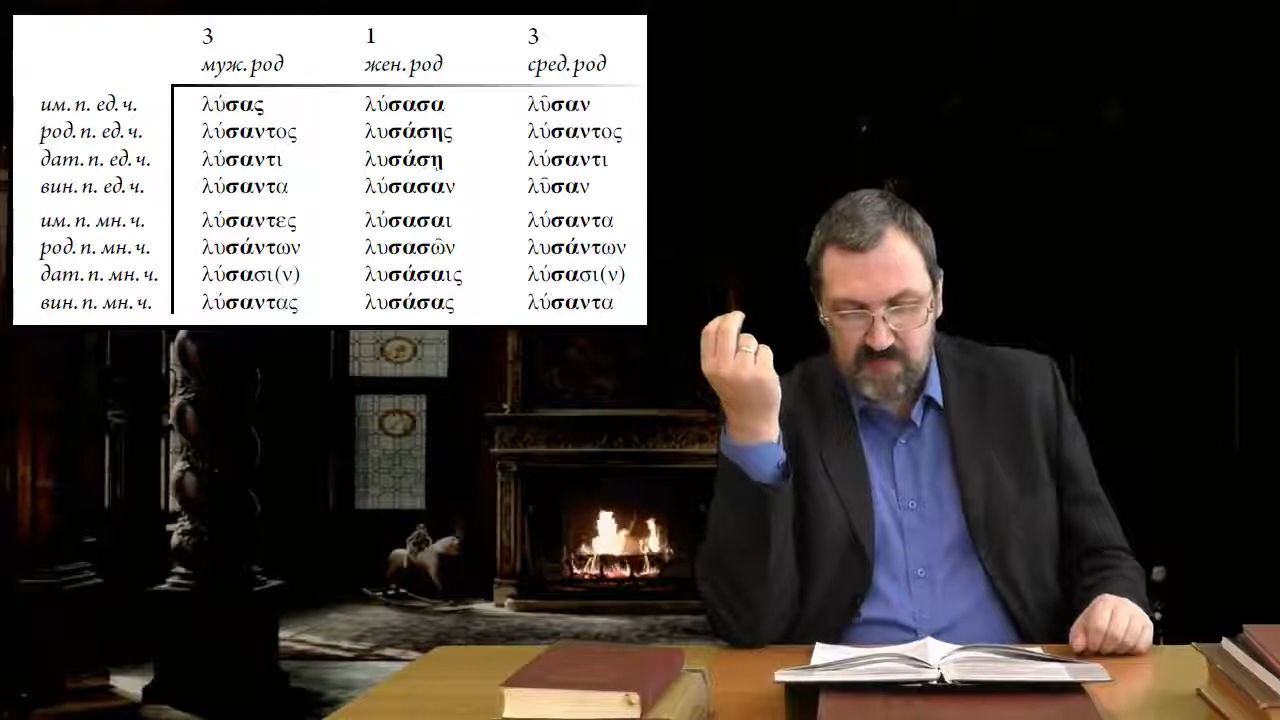 3 1 3
муж. род жен. род сред. род
им. п. ед. ч. λύσας λύσασα λῦσαν
род. п. ед. ч. λύσαντος λυσάσης λύσαντος
дат. п. ед. ч. λύσαντι λυσάσῃ λύσαντι
вин. п. ед. ч. λύσαντα λύσασαν λῦσαν
им. п. мн. ч. λύσαντες λύσασαι λύσαντα
род. п. мн. ч. λυσάντων λυσασῶν λυσάντων
дат. п. мн. ч. λύσασι(ν) λυσάσαις λύσασι(ν)
вин. п. мн. ч. λύσαντας λυσάσας λύσαντα